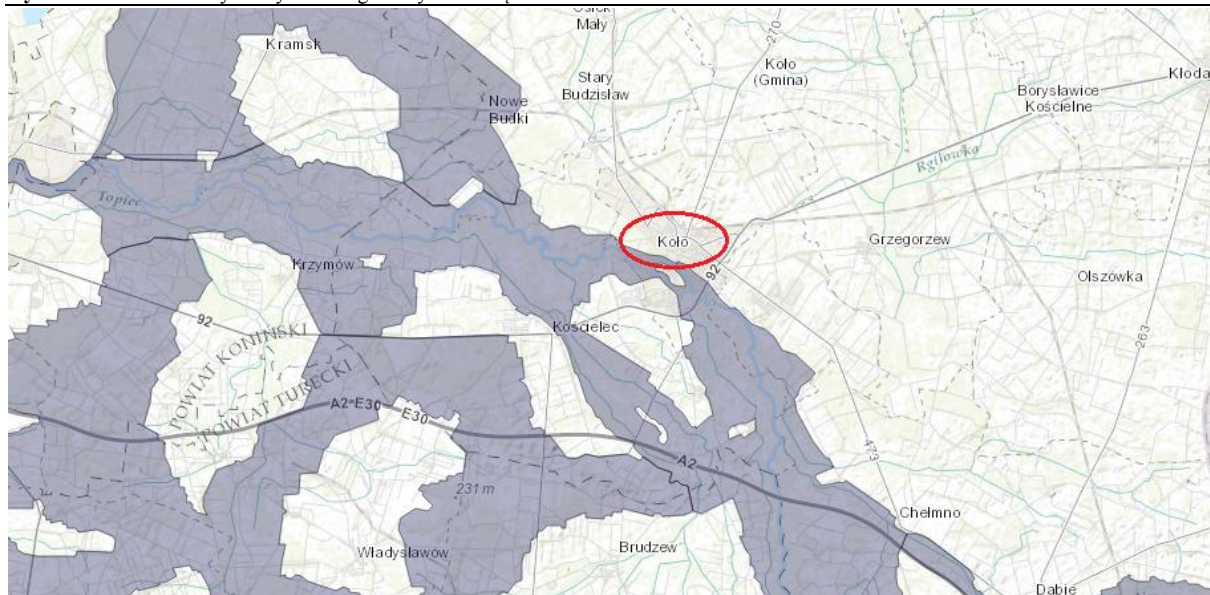 Mały
Kramsk
270
Koło
(Gmina)
Kłoda
Stary
Budzisław
Borysławice
Kościelne
Nowe
Budki
Rgilówka
Topiec
Koło
Grzegorzew
Krzymów
92
Olszówka
92
Kościelec
263
POWIAT KONIŃSKI
POWIAT TURECKI
A2-E30
E30
473
A2
231 m
Chełmno
Władysławów
Brudzew
Dąbie